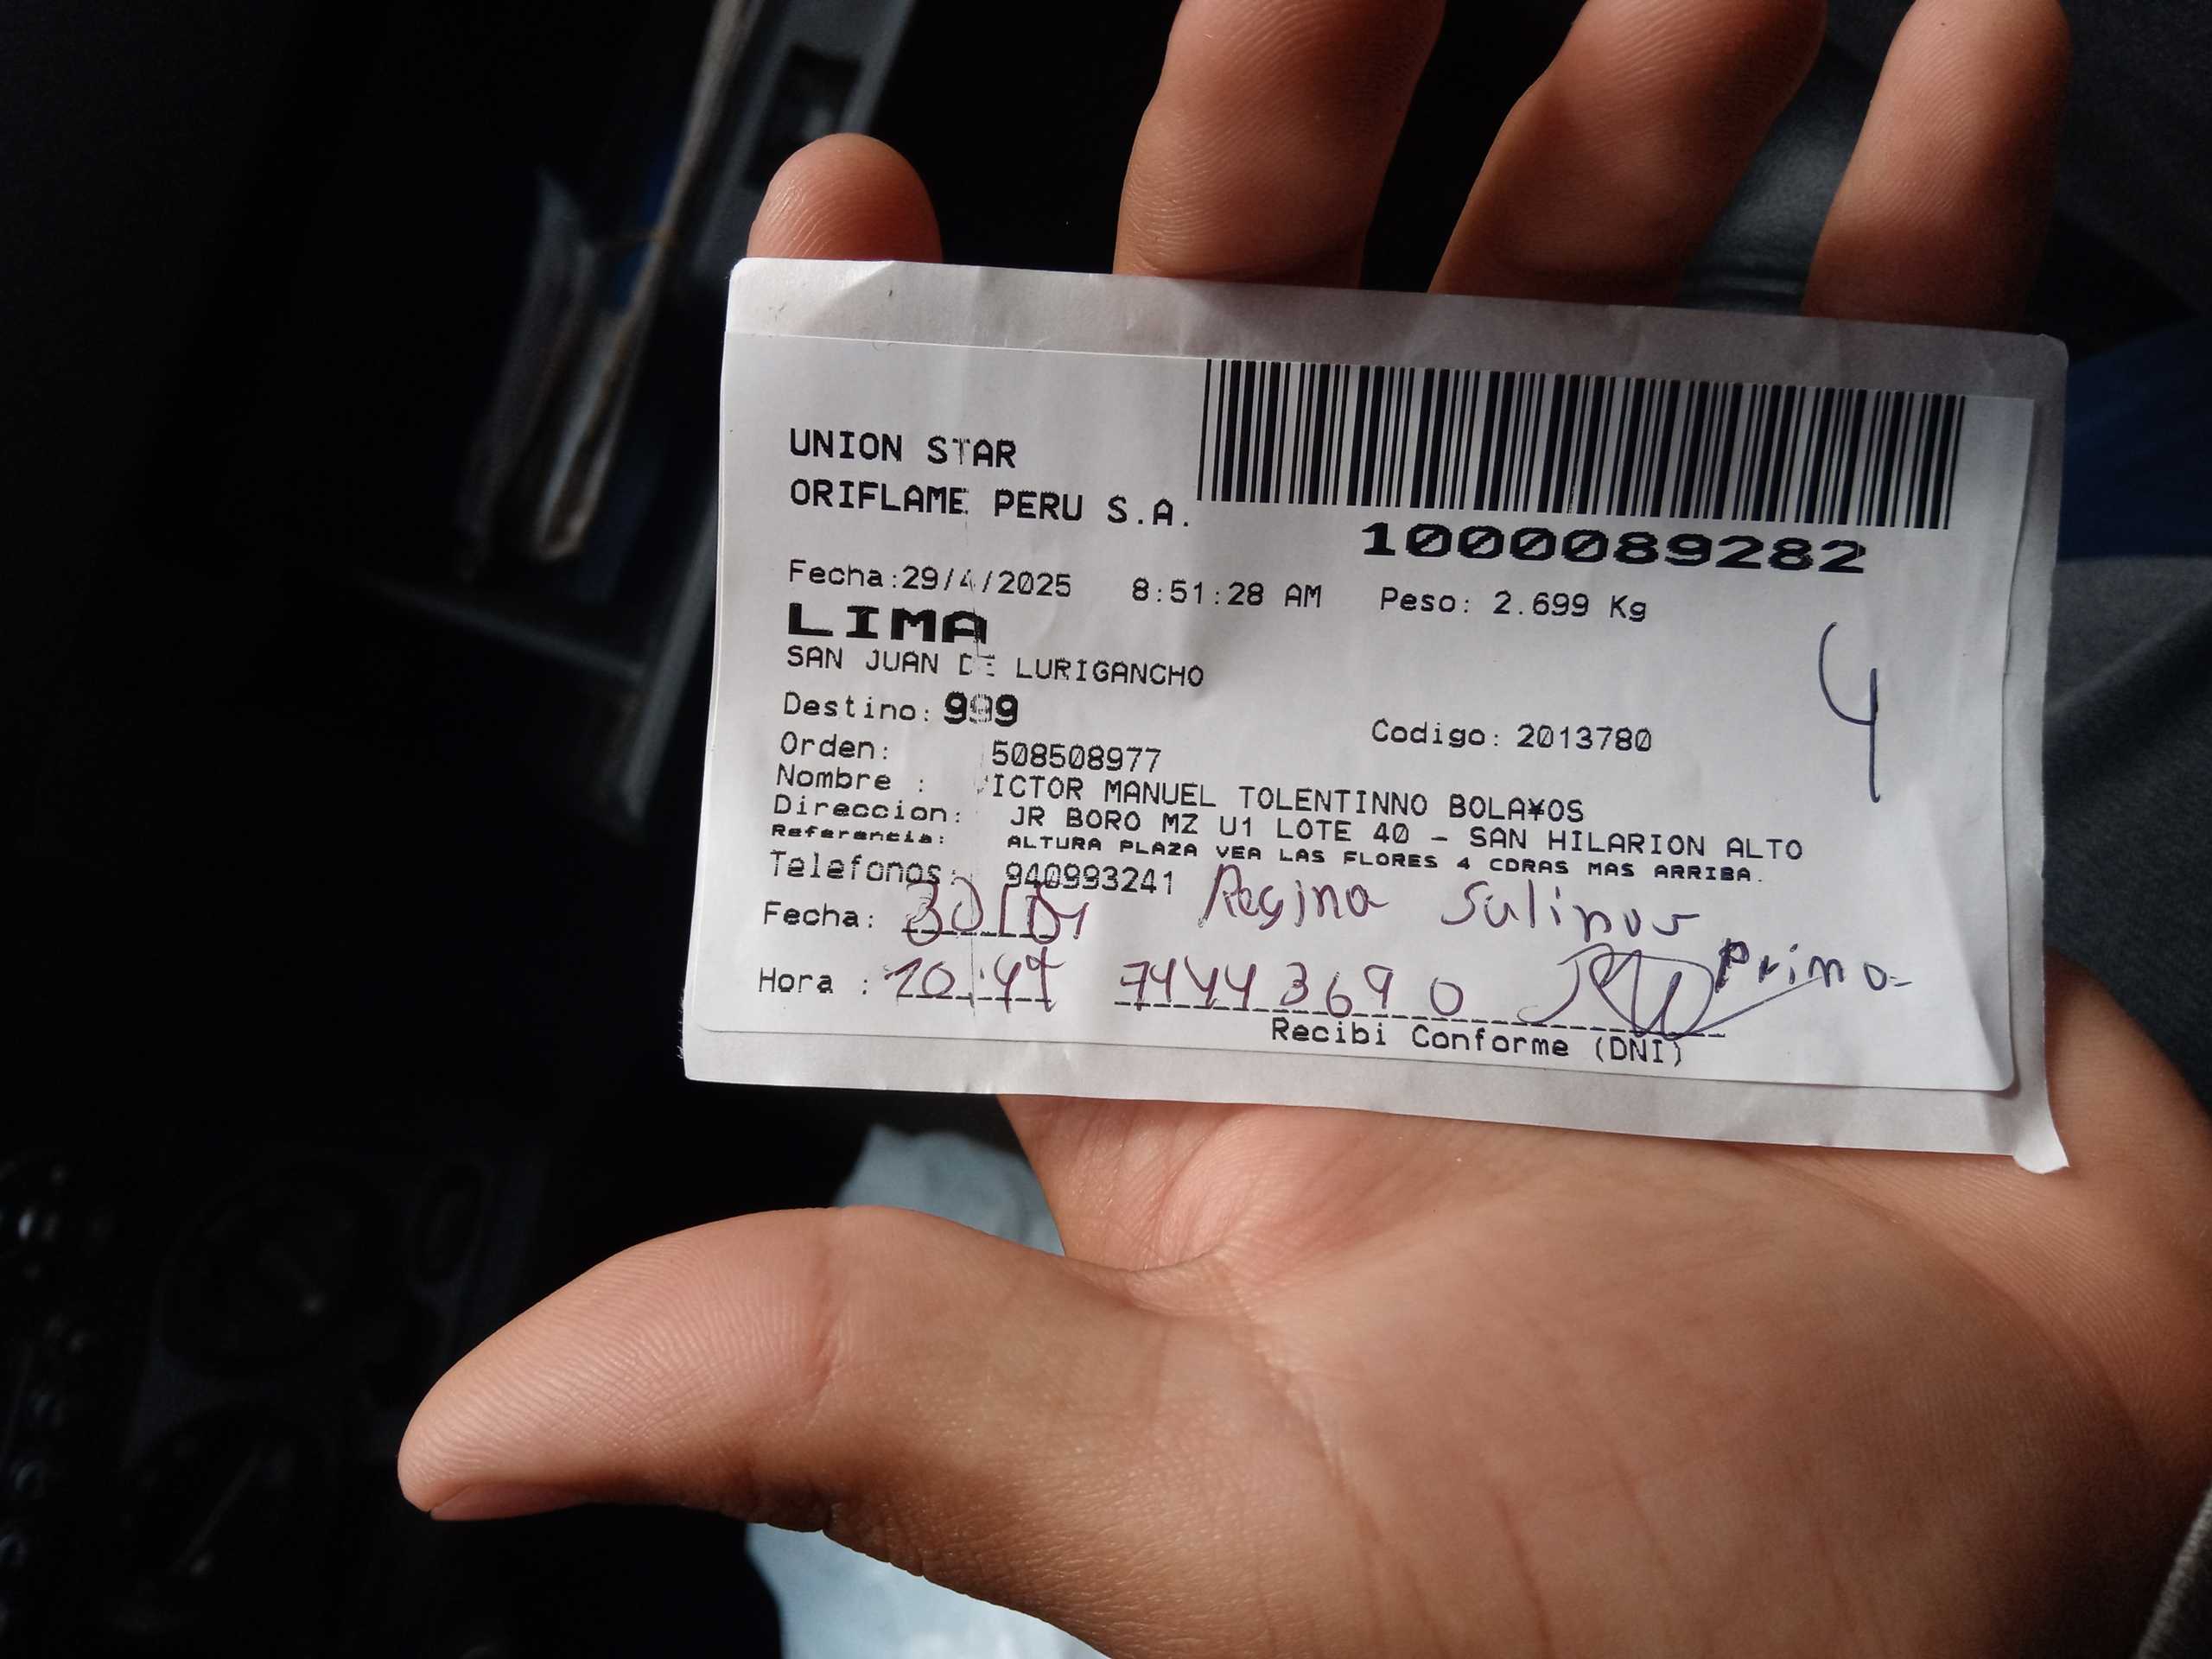 UNION STAR
ORIFLAME PERU S.A.
1000089282
Fecha:29/4/2025 8:51:28 AM Peso: 2.699 Kg
LIMA
SAN JUAN DE LURIGANCHO
4
Destino: 999
Codigo: 2013780
Orden: 508508977
Nombre : VICTOR MANUEL TOLENTINNO BOLA¥OS
Direccion: JR BORO MZ U1 LOTE 40 - SAN HILARION ALTO
Referencia: ALTURA PLAZA VEA LAS FLORES 4 CDRAS MAS ARRIBA.
Telefonos: 940993241
Regina Salinas
Fecha: 30/04
Prima
Hora : 10:47 74443690
Recibi Conforme (DNI)